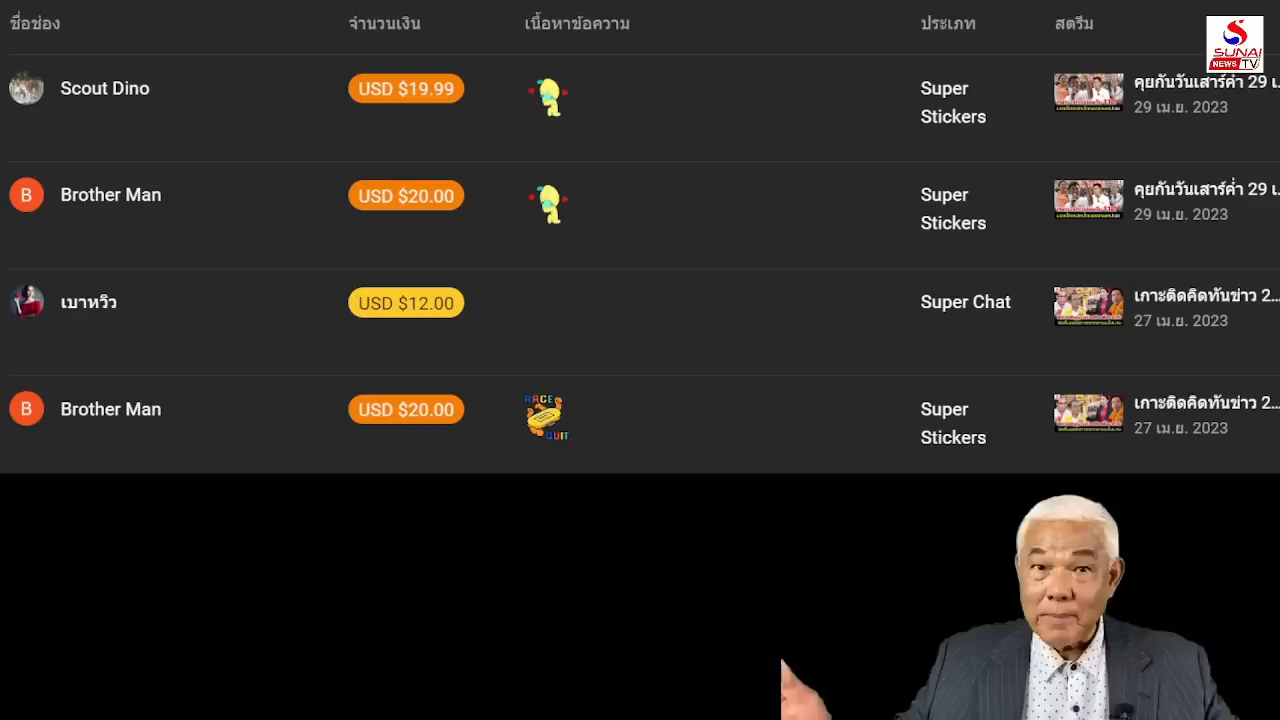 ชื่อช่อง จำนวนเงิน เนื้อหาข้อความ ประเภท สตรีม
SUNAI
NEWS TV
Scout Dino USD $19.99 Super Stickers คุยกันวันเสาร์ค่ำ 29 เ...
29 เม.ย. 2023
Brother Man USD $20.00 Super Stickers คุยกันวันเสาร์ค่ำ 29 เ...
29 เม.ย. 2023
เบาหวิว USD $12.00 Super Chat เกาะติดคิดทันข่าว 2...
27 เม.ย. 2023
Brother Man USD $20.00 RAGE QUIT Super Stickers เกาะติดคิดทันข่าว 2...
27 เม.ย. 2023